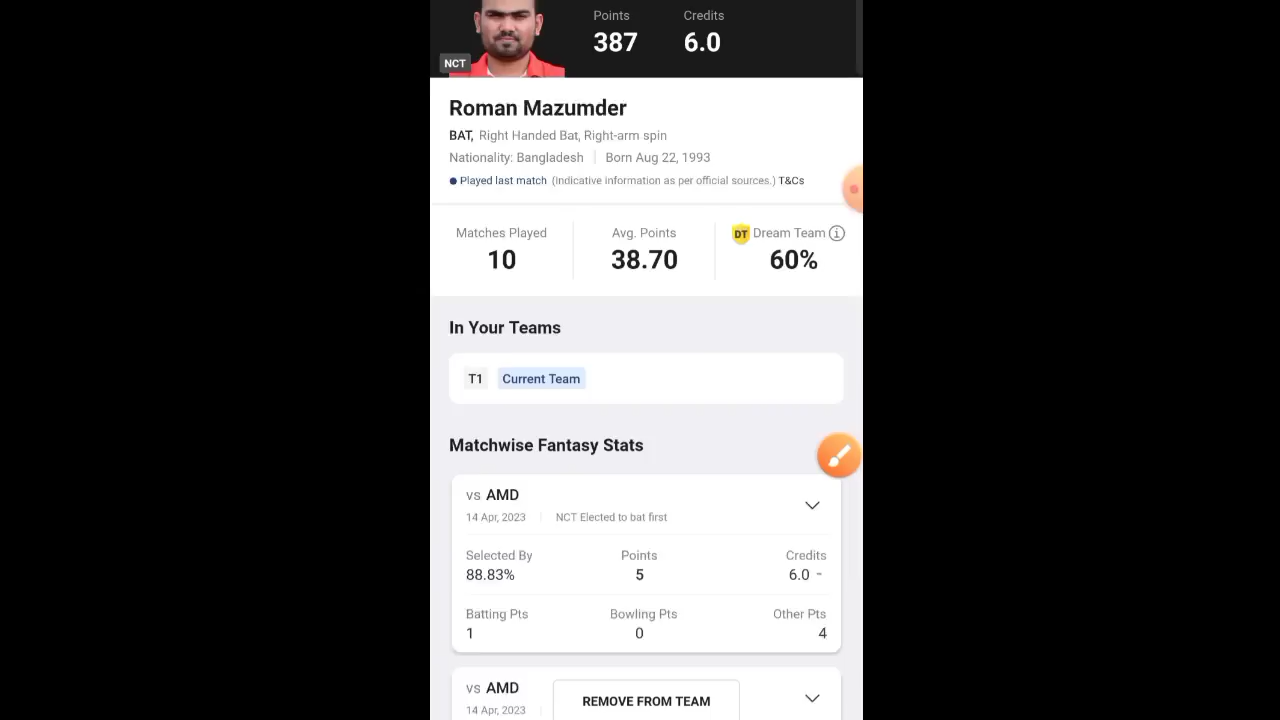 Points Credits
387 6.0
NCT
Roman Mazumder
BAT, Right Handed Bat, Right-arm spin
Nationality: Bangladesh Born Aug 22, 1993
Played last match (Indicative information as per official sources.) T&Cs
Matches Played Avg. Points DT Dream Team i
10 38.70 60%
In Your Teams
T1 Current Team
Matchwise Fantasy Stats
vs AMD
14 Apr, 2023 NCT Elected to bat first
Selected By Points Credits
88.83% 5 6.0 -
Batting Pts Bowling Pts Other Pts
1 0 4
vs AMD
14 Apr, 2023
REMOVE FROM TEAM